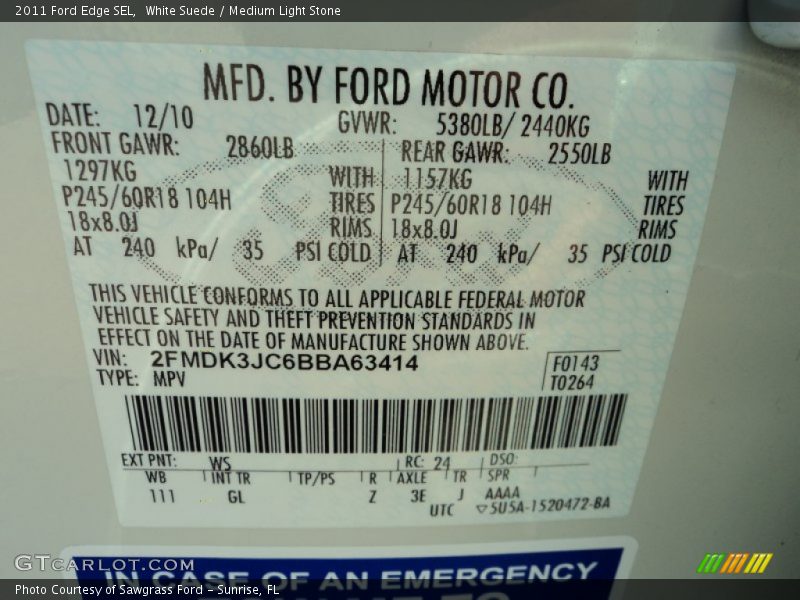 2011 Ford Edge SEL, White Suede / Medium Light Stone
MFD. BY FORD MOTOR CO.
DATE: 12/10 GVWR: 5380LB/ 2440KG
FRONT GAWR: 2860LB REAR GAWR: 2550LB
1297KG WITH 1157KG WITH
P245/60R18 104H TIRES P245/60R18 104H TIRES
18x8.0J RIMS 18x8.0J RIMS
AT 240 kPa/ 35 PSI COLD AT 240 kPa/ 35 PSI COLD
THIS VEHICLE CONFORMS TO ALL APPLICABLE FEDERAL MOTOR
VEHICLE SAFETY AND THEFT PREVENTION STANDARDS IN
EFFECT ON THE DATE OF MANUFACTURE SHOWN ABOVE.
VIN: 2FMDK3JC6BBA63414 F0143
TYPE: MPV T0264
EXT PNT: WS RC: 24 DSO:
WB INT TR TP/PS R AXLE TR SPR
111 GL Z 3E J AAAA
UTC ▽5U5A-1520472-BA
GTCARLOT.COM
IN CASE OF AN EMERGENCY
Photo Courtesy of Sawgrass Ford - Sunrise, FL